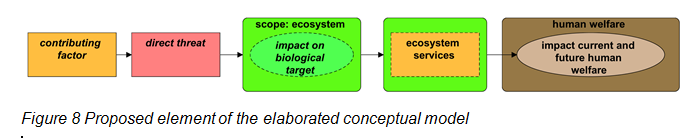 contributing
factor
direct threat
scope: ecosystem
impact on
biological
target
ecosystem
services
human welfare
impact current and
future human
welfare
Figure 8 Proposed element of the elaborated conceptual model